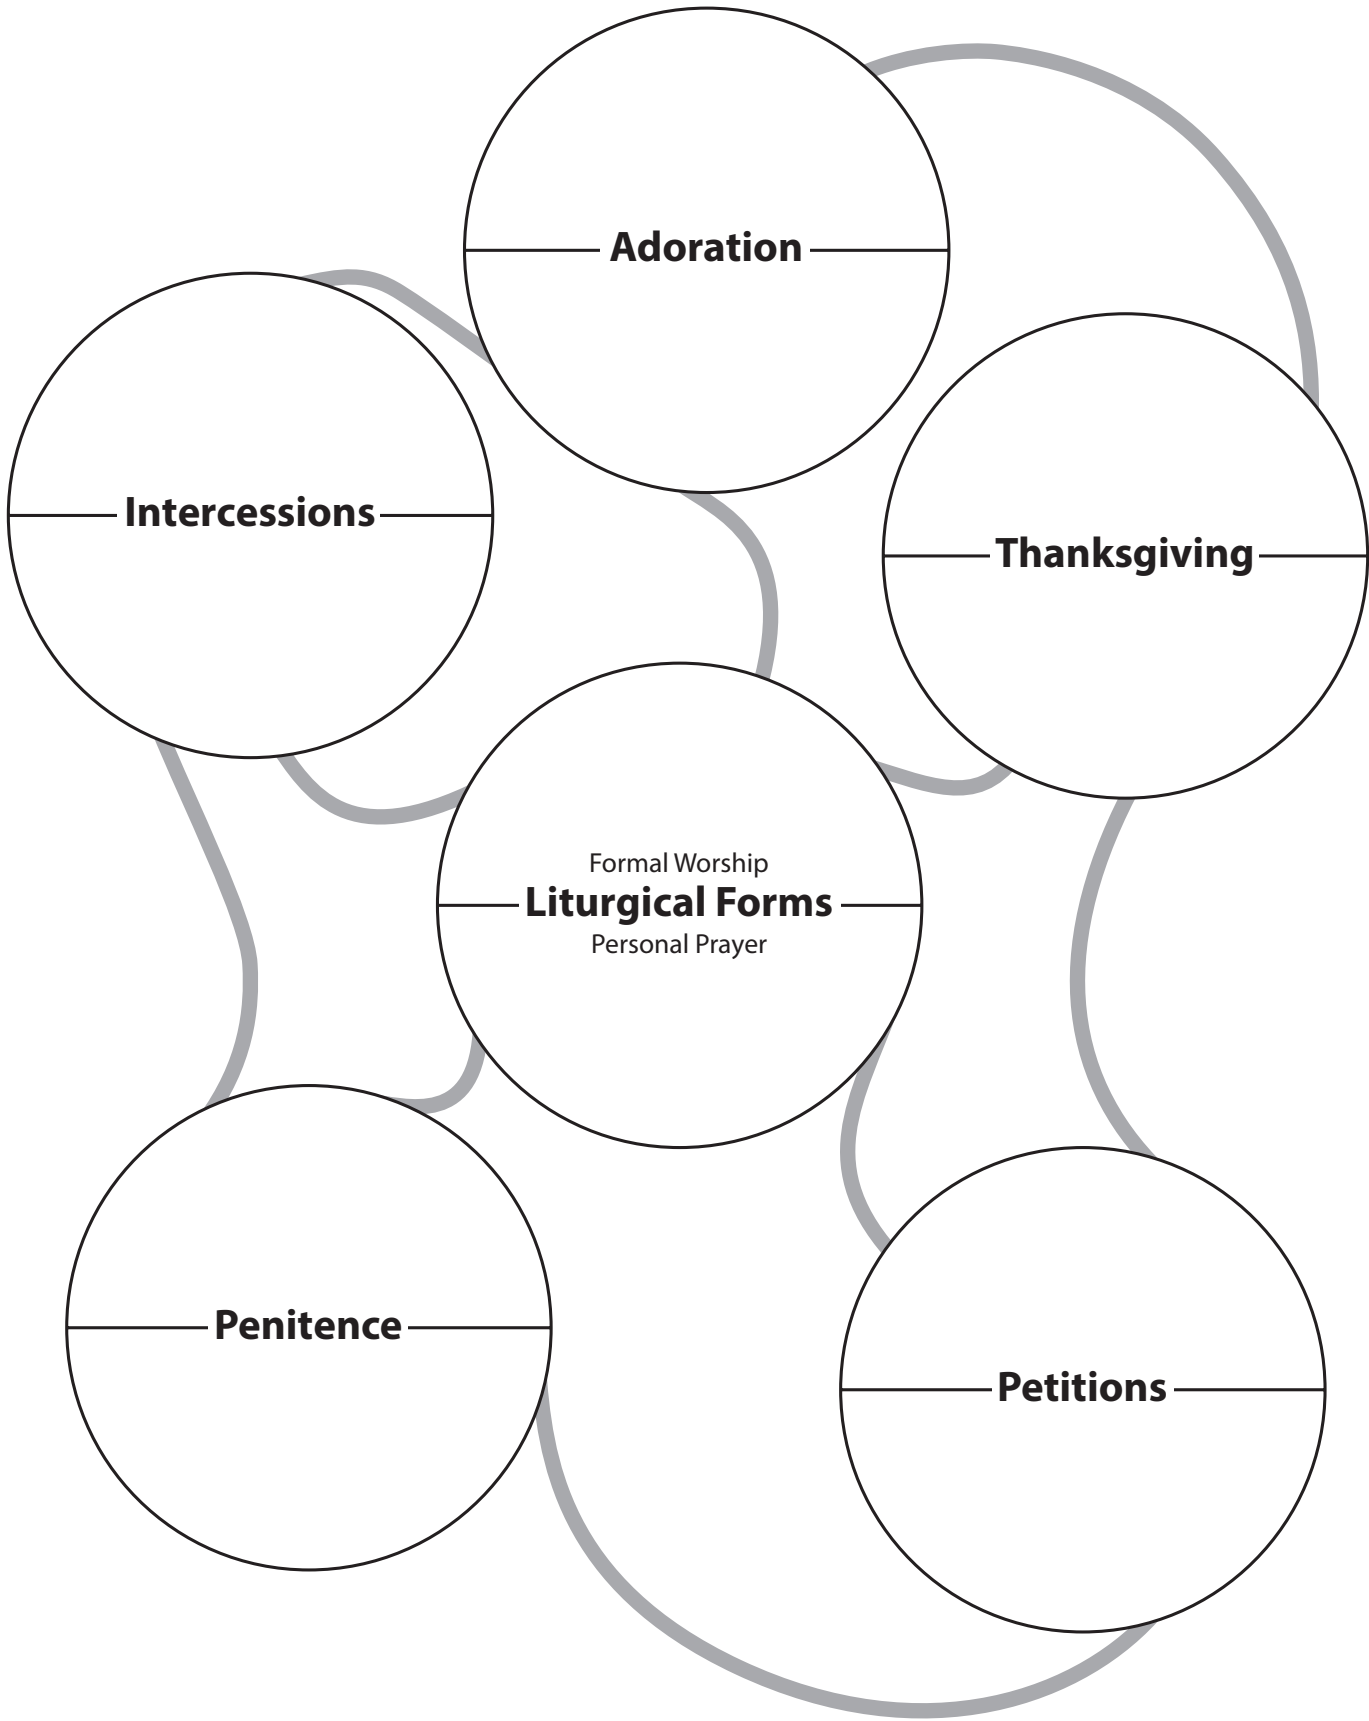 Adoration
Intercessions
Thanksgiving
Formal Worship
Liturgical Forms
Personal Prayer
Penitence
Petitions